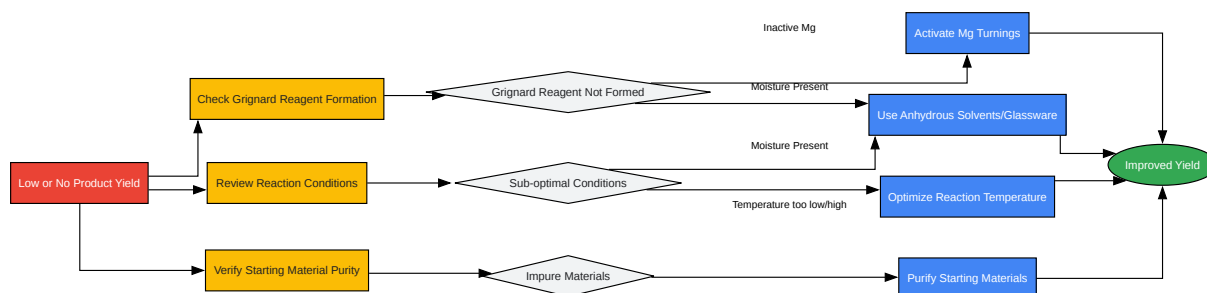 Inactive Mg
Activate Mg Turnings
Check Grignard Reagent Formation
Grignard Reagent Not Formed
Moisture Present
Use Anhydrous Solvents/Glassware
Moisture Present
Low or No Product Yield
Review Reaction Conditions
Sub-optimal Conditions
Improved Yield
Temperature too low/high
Optimize Reaction Temperature
Verify Starting Material Purity
Impure Materials
Purify Starting Materials